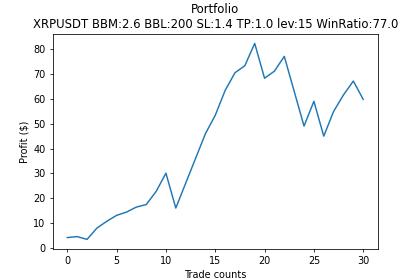 Portfolio
XRPUSDT BBM:2.6 BBL:200 SL:1.4 TP:1.0 lev:15 WinRatio:77.0
80
70
60
50
40
30
20
10
0
Profit ($)
0 5 10 15 20 25 30
Trade counts